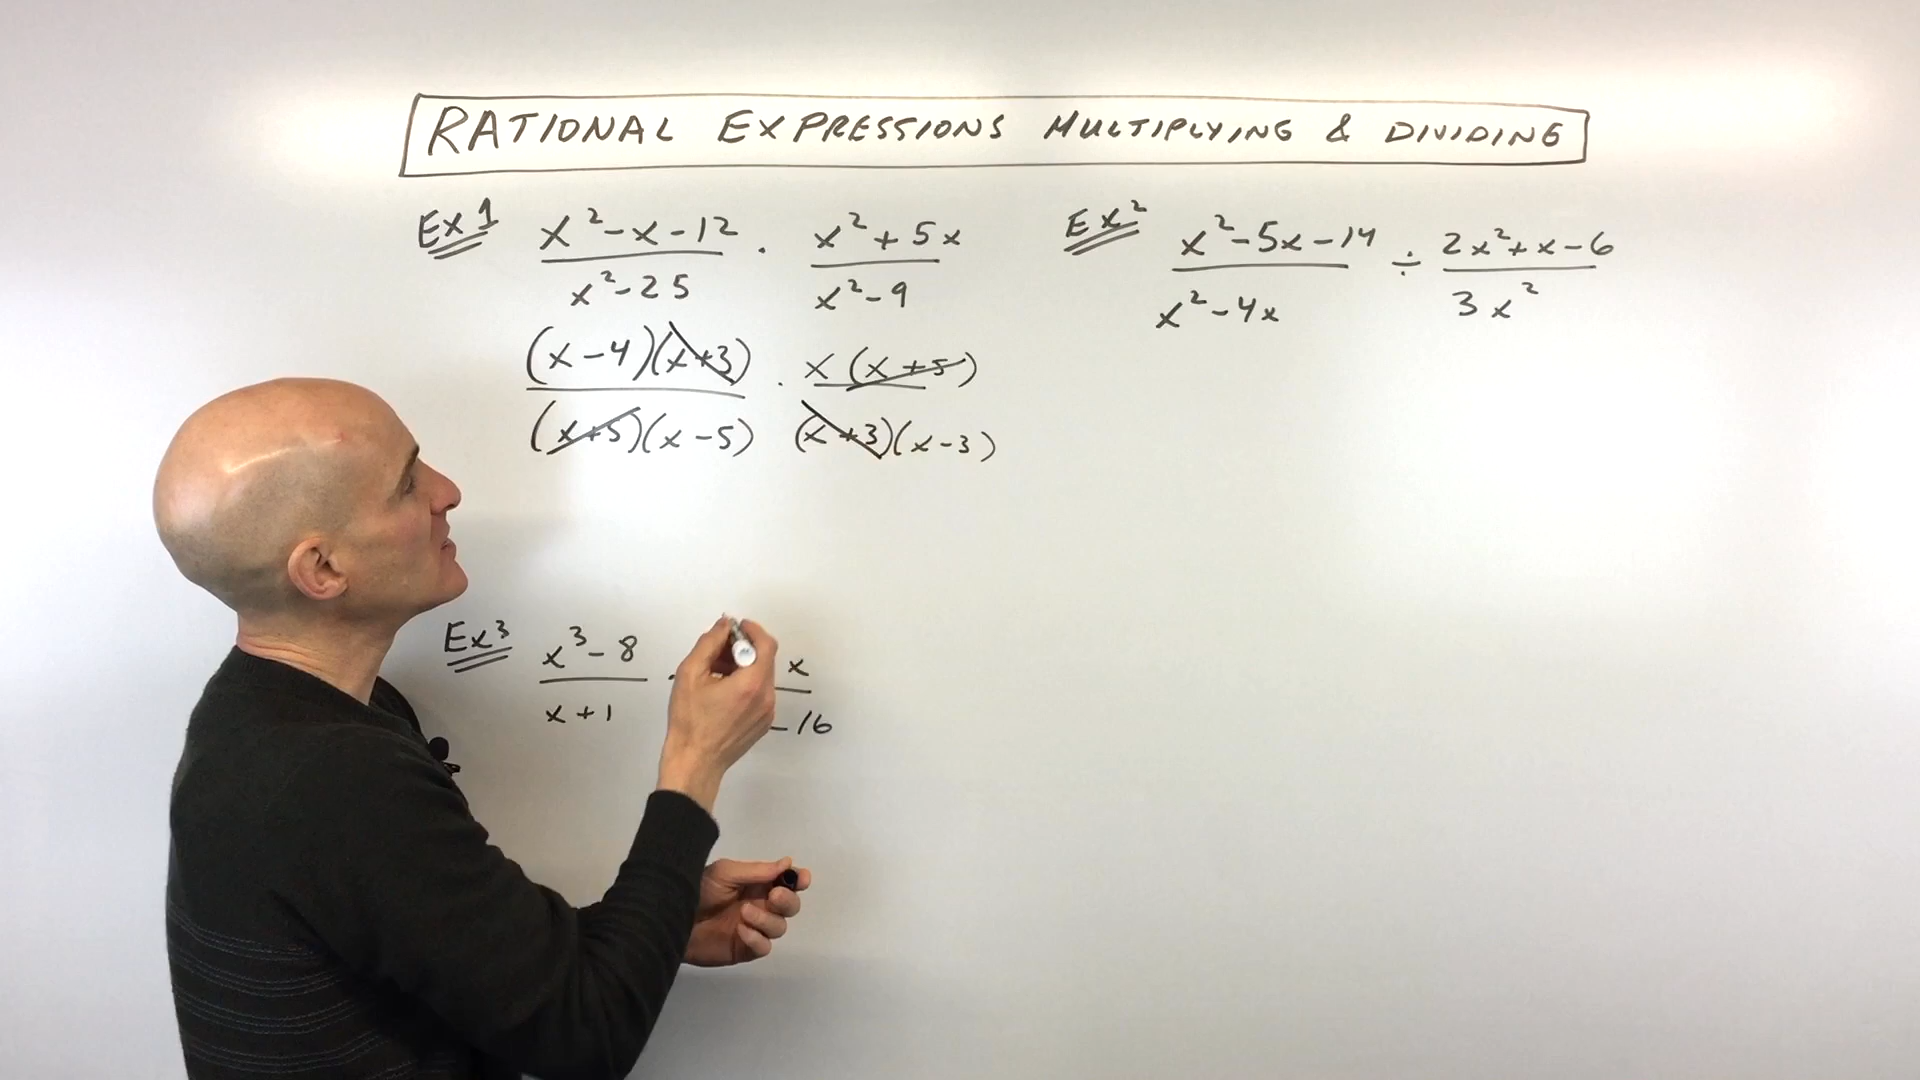 RATIONAL EXPRESSIONS MULTIPLYING & DIVIDING
Ex 1
x² - x - 12 / x² - 25 · x² + 5x / x² - 9
(x - 4)(x + 3) / (x + 5)(x - 5) · x(x + 5) / (x + 3)(x - 3)
Ex 2
x² - 5x - 14 / x² - 4x ÷ 2x² + x - 6 / 3x²
Ex 3
x³ - 8
x + 1
x
- 16